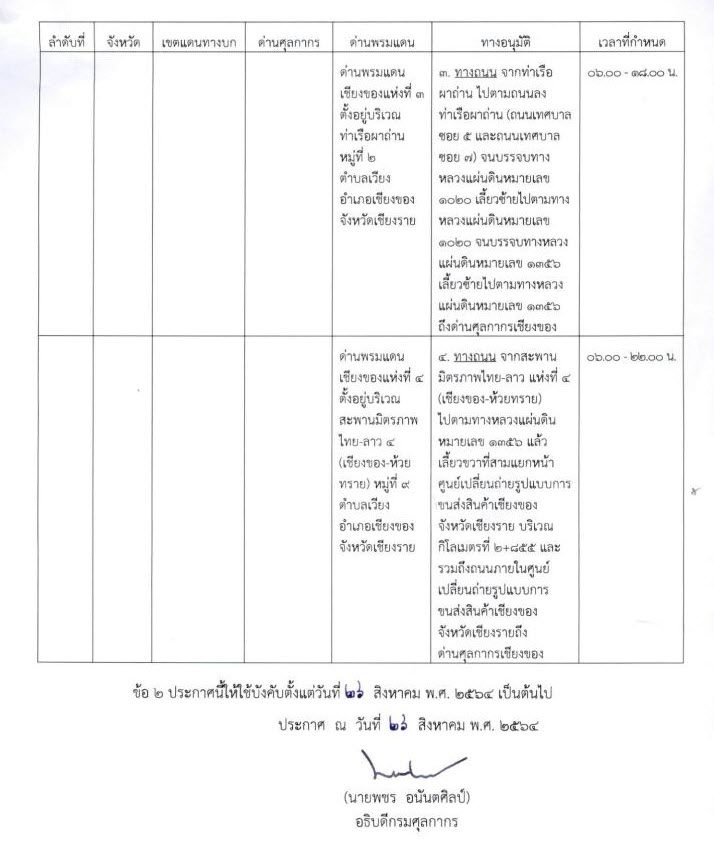 ลำดับที่ จังหวัด เขตแดนทางบก ด่านศุลกากร ด่านพรมแดน ทางอนุมัติ เวลาที่กำหนด
ด่านพรมแดน
เชียงของแห่งที่ ๓
ตั้งอยู่บริเวณ
ท่าเรือผาถ่าน
หมู่ที่ ๒
ตำบลเวียง
อำเภอเชียงของ
จังหวัดเชียงราย
๓. ทางถนน จากท่าเรือ
ผาถ่าน ไปตามถนนลง
ท่าเรือผาถ่าน (ถนนเทศบาล
ซอย ๕ และถนนเทศบาล
ซอย ๗) จนบรรจบทาง
หลวงแผ่นดินหมายเลข
๑๐๒๐ เลี้ยวซ้ายไปตามทาง
หลวงแผ่นดินหมายเลข
๑๐๒๐ จนบรรจบทางหลวง
แผ่นดินหมายเลข ๑๓๕๖
เลี้ยวซ้ายไปตามทางหลวง
แผ่นดินหมายเลข ๑๓๕๖
ถึงด่านศุลกากรเชียงของ
๐๖.๐๐ - ๑๘.๐๐ น.
ด่านพรมแดน
เชียงของแห่งที่ ๔
ตั้งอยู่บริเวณ
สะพานมิตรภาพ
ไทย-ลาว ๔
(เชียงของ-ห้วย
ทราย) หมู่ที่ ๙
ตำบลเวียง
อำเภอเชียงของ
จังหวัดเชียงราย
๔. ทางถนน จากสะพาน
มิตรภาพไทย-ลาว แห่งที่ ๔
(เชียงของ-ห้วยทราย)
ไปตามทางหลวงแผ่นดิน
หมายเลข ๑๓๕๖ แล้ว
เลี้ยวขวาที่สามแยกหน้า
ศูนย์เปลี่ยนถ่ายรูปแบบการ
ขนส่งสินค้าเชียงของ
จังหวัดเชียงราย บริเวณ
กิโลเมตรที่ ๒+๘๕๕ และ
รวมถึงถนนภายในศูนย์
เปลี่ยนถ่ายรูปแบบการ
ขนส่งสินค้าเชียงของ
จังหวัดเชียงรายถึง
ด่านศุลกากรเชียงของ
๐๖.๐๐ - ๒๒.๐๐ น.
ข้อ ๒ ประกาศนี้ให้ใช้บังคับตั้งแต่วันที่ ๒๖ สิงหาคม พ.ศ. ๒๕๖๔ เป็นต้นไป
ประกาศ ณ วันที่ ๒๖ สิงหาคม พ.ศ. ๒๕๖๔
(นายพชร อนันตศิลป์)
อธิบดีกรมศุลกากร